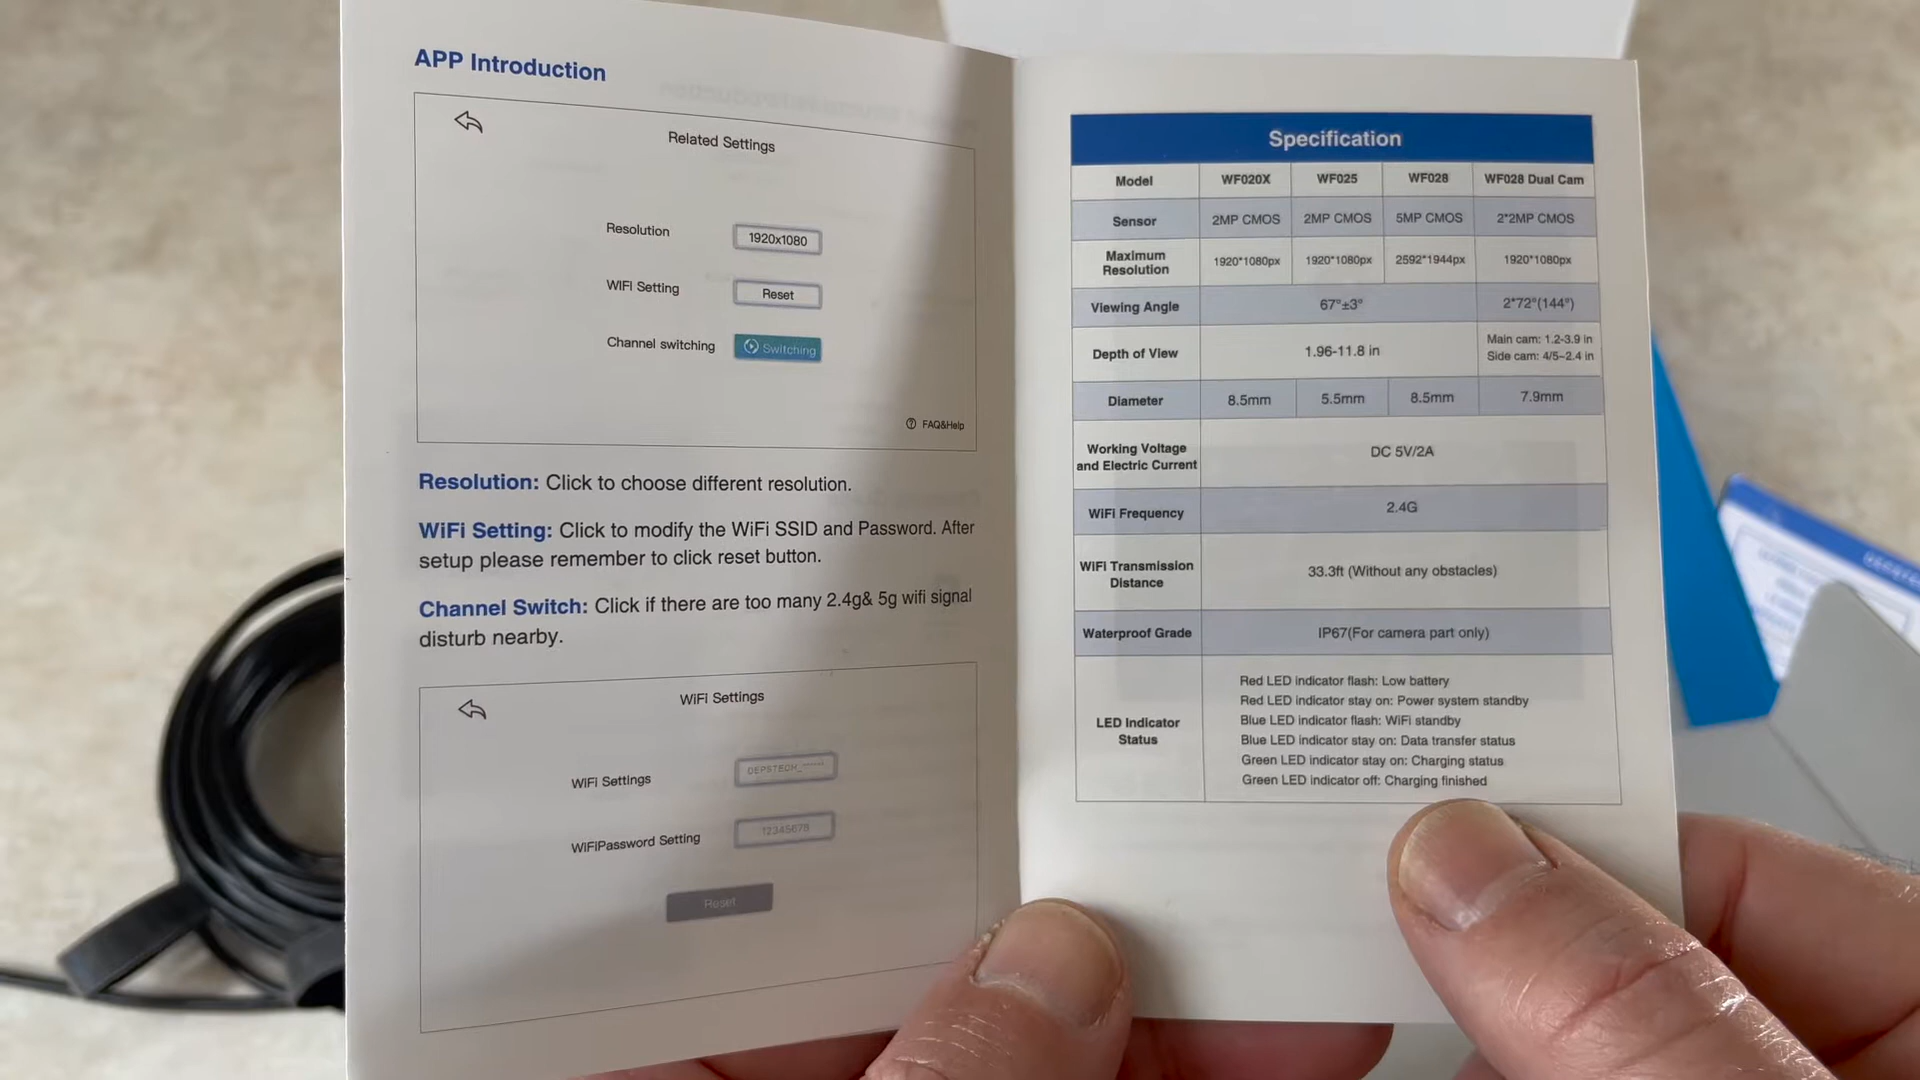 APP Introduction
Related Settings
Resolution 1920x1080
WIFI Setting Reset
Channel switching Switching
FAQ&Help
Resolution: Click to choose different resolution.
WiFi Setting: Click to modify the WiFi SSID and Password. After
setup please remember to click reset button.
Channel Switch: Click if there are too many 2.4g& 5g wifi signal
disturb nearby.
WiFi Settings
WiFi Settings DEPSTECH_******
WiFiPassword Setting 12345678
Reset
Specification
Model WF020X WF025 WF028 WF028 Dual Cam
Sensor 2MP CMOS 2MP CMOS 5MP CMOS 2*2MP CMOS
Maximum
Resolution 1920*1080px 1920*1080px 2592*1944px 1920*1080px
Viewing Angle 67°±3° 2*72°(144°)
Depth of View 1.96-11.8 in Main cam: 1.2-3.9 in
Side cam: 4/5~2.4 in
Diameter 8.5mm 5.5mm 8.5mm 7.9mm
Working Voltage
and Electric Current DC 5V/2A
WiFi Frequency 2.4G
WiFi Transmission
Distance 33.3ft (Without any obstacles)
Waterproof Grade IP67(For camera part only)
LED Indicator
Status
Red LED indicator flash: Low battery
Red LED indicator stay on: Power system standby
Blue LED indicator flash: WiFi standby
Blue LED indicator stay on: Data transfer status
Green LED indicator stay on: Charging status
Green LED indicator off: Charging finished